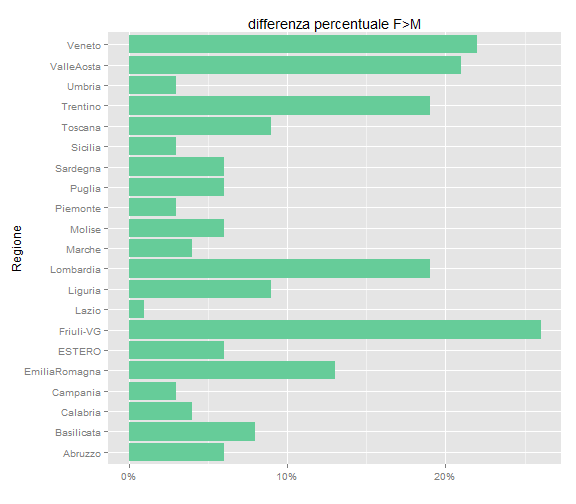 differenza percentuale F>M
Veneto
ValleAosta
Umbria
Trentino
Toscana
Sicilia
Sardegna
Puglia
Piemonte
Molise
Marche
Lombardia
Liguria
Lazio
Friuli-VG
ESTERO
EmiliaRomagna
Campania
Calabria
Basilicata
Abruzzo
Regione
0%
10%
20%